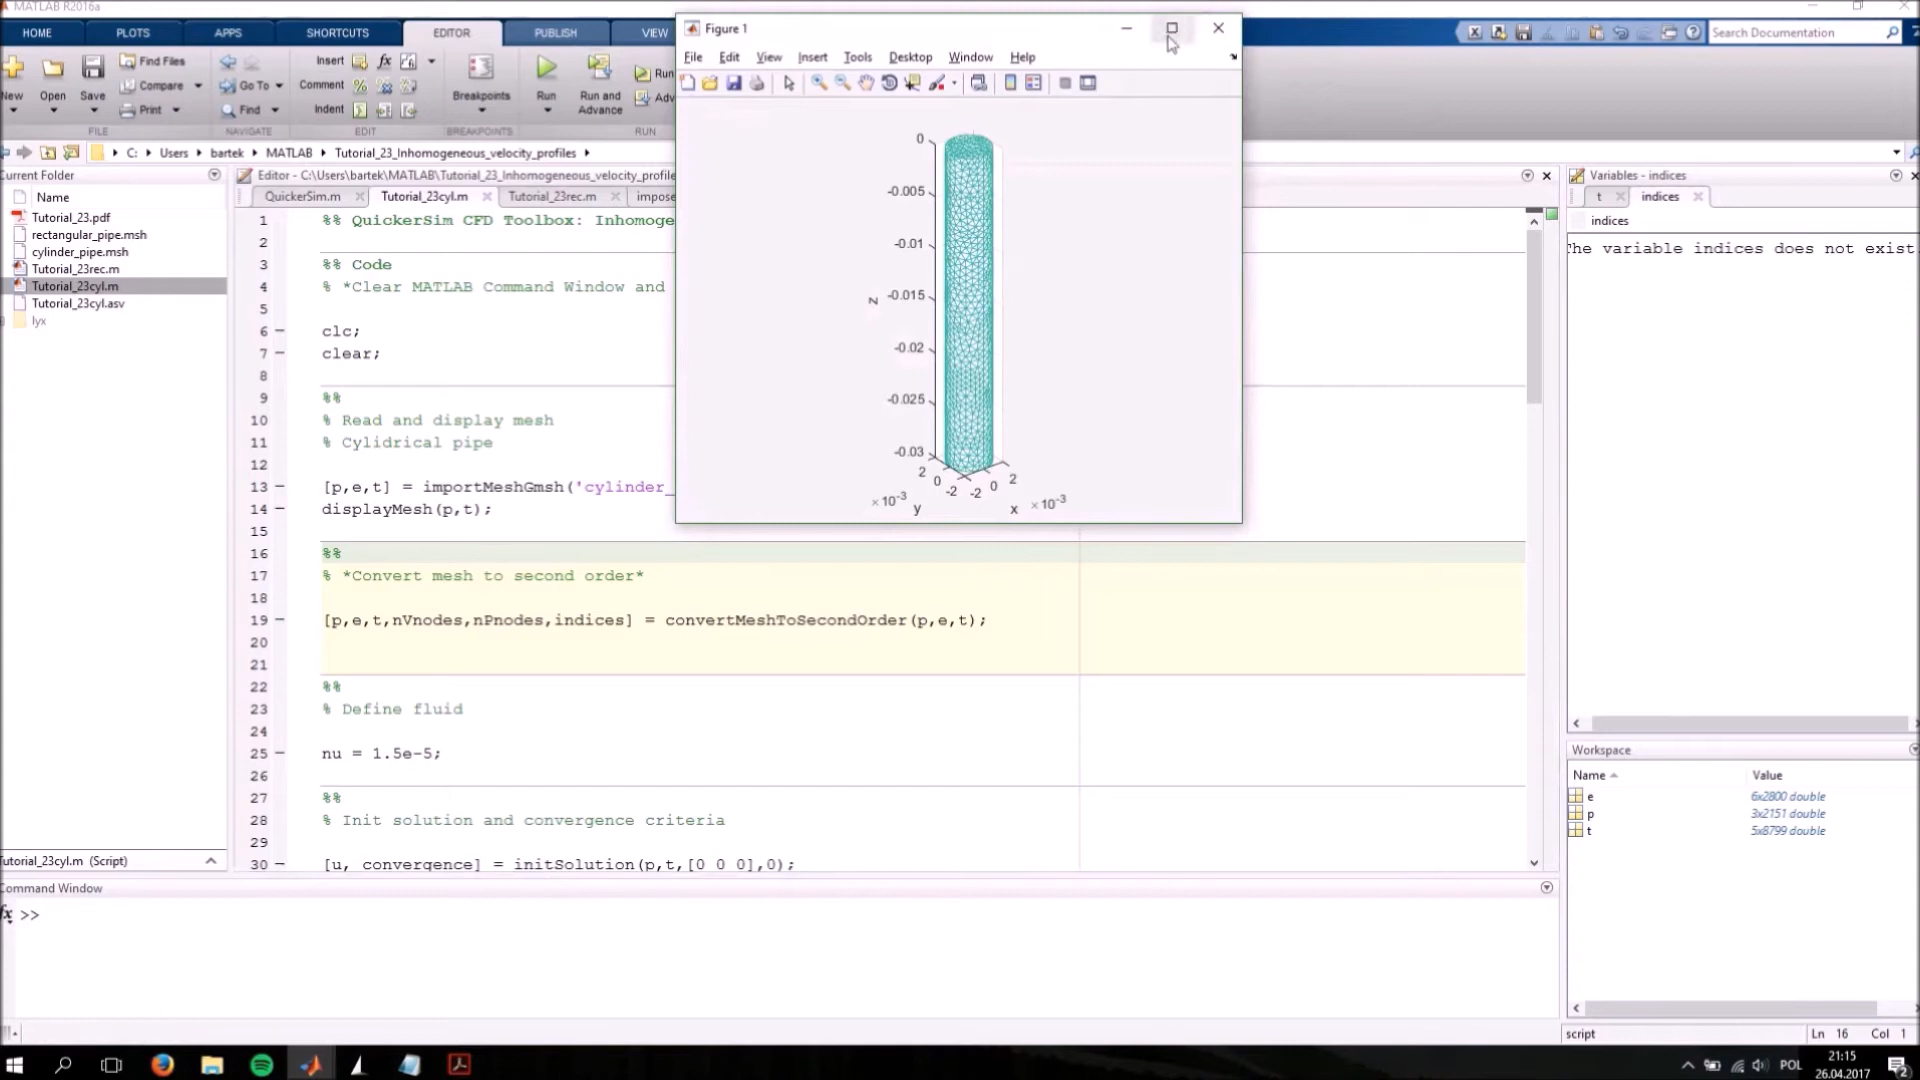 MATLAB R2016a
HOME PLOTS APPS SHORTCUTS EDITOR PUBLISH VIEW
Search Documentation
New Open Save Find Files Compare Print
Go To Find
Insert Comment Indent
Breakpoints Run Run and Advance
FILE NAVIGATE EDIT BREAKPOINTS RUN
C: Users bartek MATLAB Tutorial_23_Inhomogeneous_velocity_profiles
Current Folder
Name
Tutorial_23.pdf
rectangular_pipe.msh
cylinder_pipe.msh
Tutorial_23rec.m
Tutorial_23cyl.m
Tutorial_23cyl.asv
lyx
Tutorial_23cyl.m (Script)
Editor - C:\Users\bartek\MATLAB\Tutorial_23_Inhomogeneous_velocity_profile
QuickerSim.m Tutorial_23cyl.m Tutorial_23rec.m impose
1 %% QuickerSim CFD Toolbox: Inhomoge
2
3 %% Code
4 % *Clear MATLAB Command Window and
5
6 clc;
7 clear;
8
9 %%
10 % Read and display mesh
11 % Cylidrical pipe
12
13 [p,e,t] = importMeshGmsh('cylinder_
14 displayMesh(p,t);
15
16 %%
17 % *Convert mesh to second order*
18
19 [p,e,t,nVnodes,nPnodes,indices] = convertMeshToSecondOrder(p,e,t);
20
21
22 %%
23 % Define fluid
24
25 nu = 1.5e-5;
26
27 %%
28 % Init solution and convergence criteria
29
30 [u, convergence] = initSolution(p,t,[0 0 0],0);
Figure 1
File Edit View Insert Tools Desktop Window Help
0
-0.005
-0.01
-0.015
-0.02
-0.025
-0.03
z
2 0 -2
-2 0 2
×10-3 y
x ×10-3
Variables - indices
t indices
indices
The variable indices does not exist.
Workspace
Name Value
e 6x2800 double
p 3x2151 double
t 5x8799 double
Command Window
fx >>
script Ln 16 Col 1
POL
21:15
26.04.2017
2